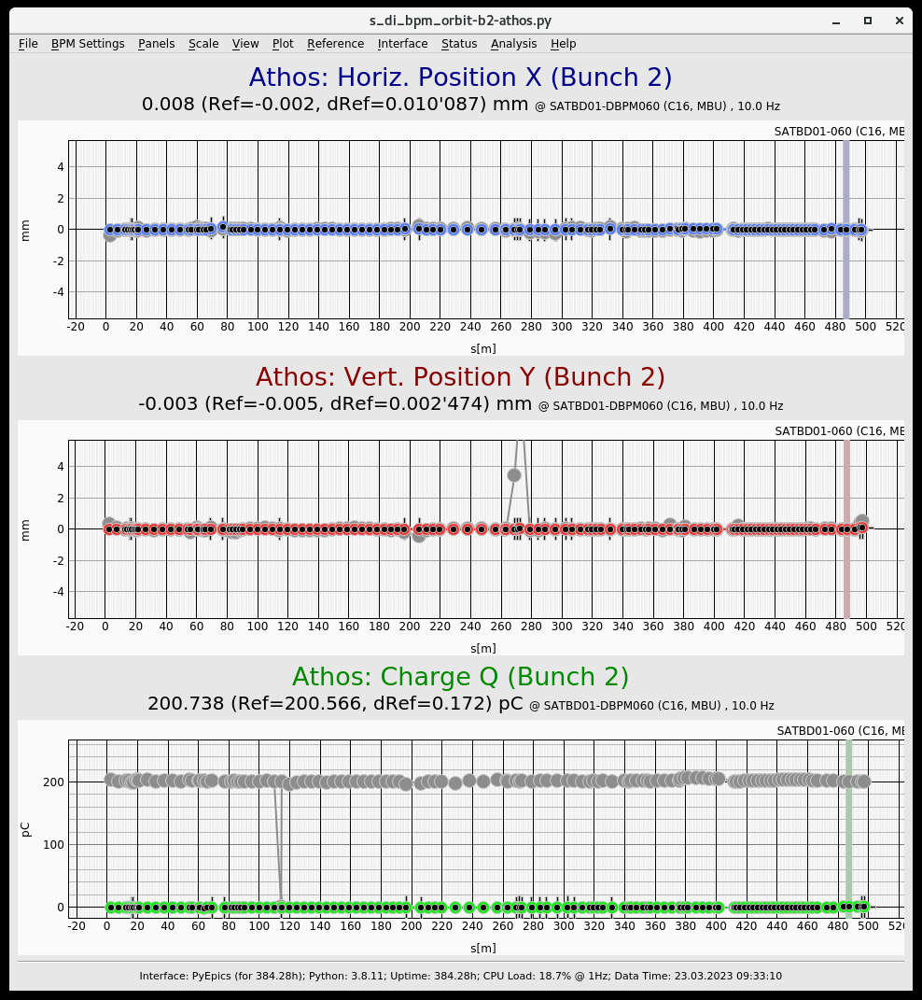 s_di_bpm_orbit-b2-athos.py
File BPM Settings Panels Scale View Plot Reference Interface Status Analysis Help
Athos: Horiz. Position X (Bunch 2)
0.008 (Ref=-0.002, dRef=0.010'087) mm @ SATBD01-DBPM060 (C16, MBU) , 10.0 Hz
SATBD01-060 (C16, MB
4
2
0
-2
-4
mm
-20 0 20 40 60 80 100 120 140 160 180 200 220 240 260 280 300 320 340 360 380 400 420 440 460 480 500 520
s[m]
Athos: Vert. Position Y (Bunch 2)
-0.003 (Ref=-0.005, dRef=0.002'474) mm @ SATBD01-DBPM060 (C16, MBU) , 10.0 Hz
SATBD01-060 (C16, ME
4
2
0
-2
-4
mm
-20 0 20 40 60 80 100 120 140 160 180 200 220 240 260 280 300 320 340 360 380 400 420 440 460 480 500 520
s[m]
Athos: Charge Q (Bunch 2)
200.738 (Ref=200.566, dRef=0.172) pC @ SATBD01-DBPM060 (C16, MBU) , 10.0 Hz
SATBD01-060 (C16, ME
200
100
0
pC
-20 0 20 40 60 80 100 120 140 160 180 200 220 240 260 280 300 320 340 360 380 400 420 440 460 480 500 52
s[m]
Interface: PyEpics (for 384.28h); Python: 3.8.11; Uptime: 384.28h; CPU Load: 18.7% @ 1Hz; Data Time: 23.03.2023 09:33:10